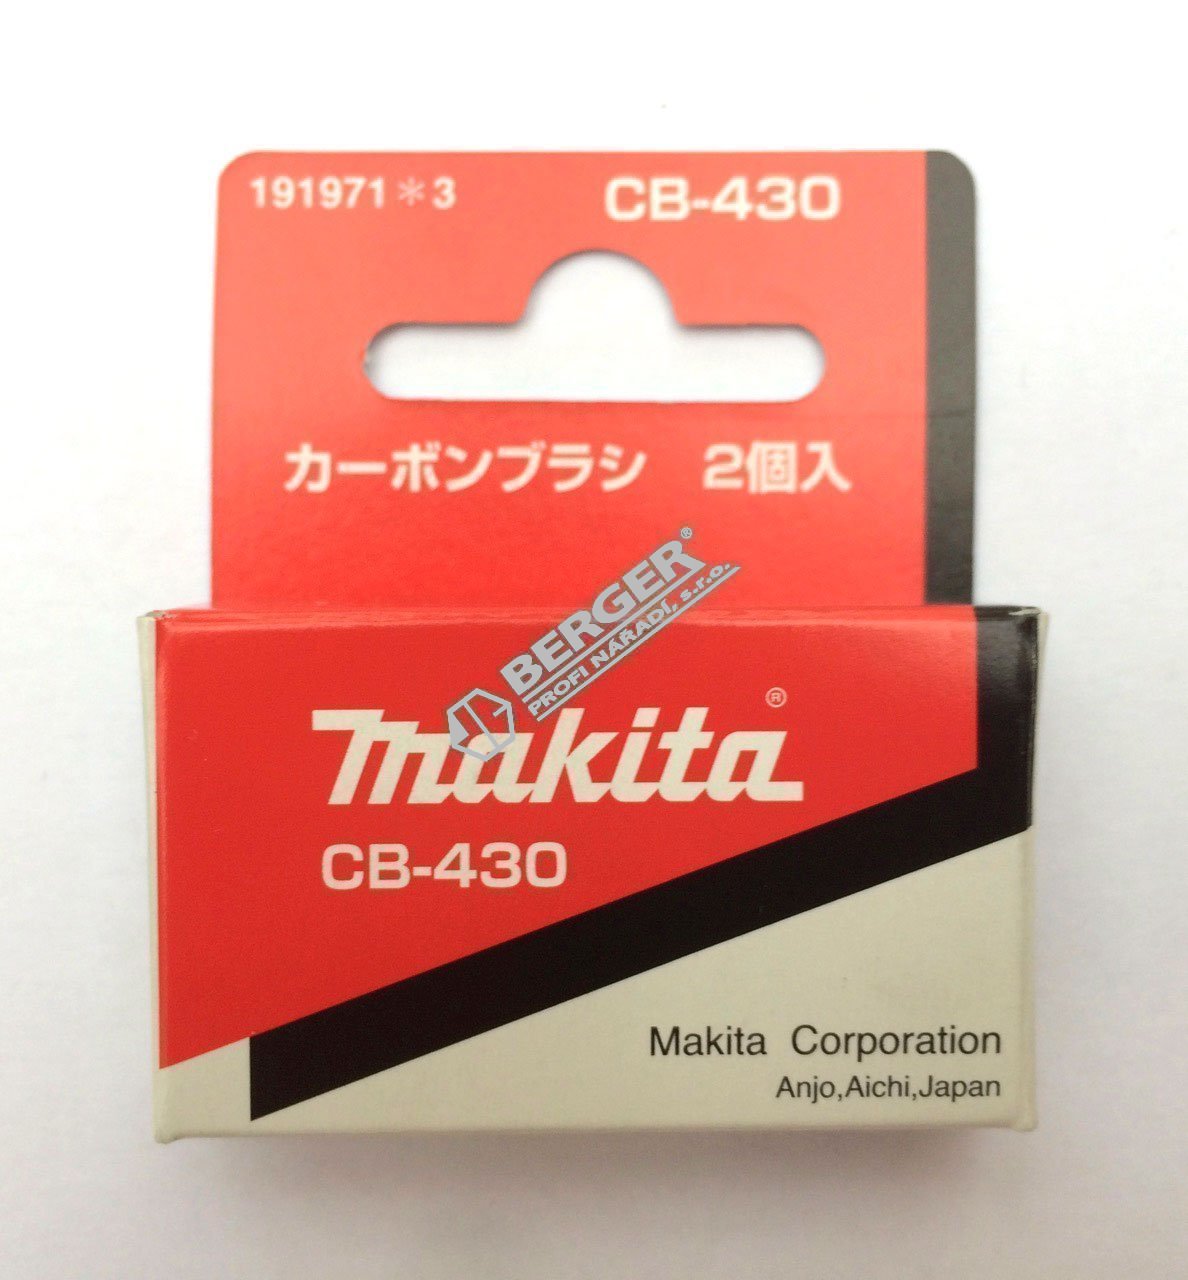 191971＊3 CB-430
カーボンブラシ 2個入
BERGER®
PROFI NÁŘADÍ, s.r.o.
makita®
CB-430
Makita Corporation
Anjo,Aichi,Japan